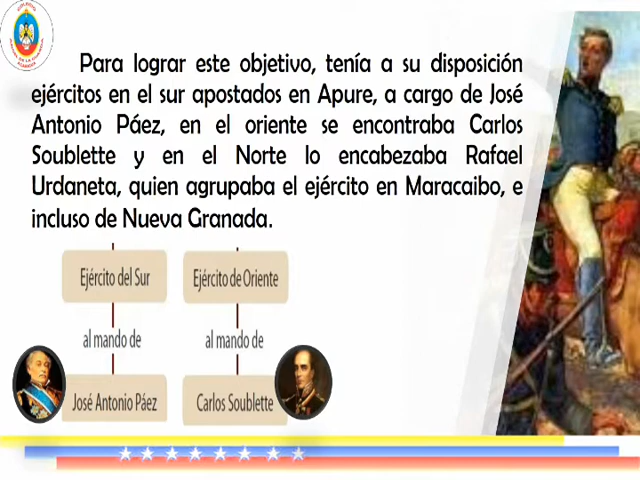 Para lograr este objetivo, tenía a su disposición
ejércitos en el sur apostados en Apure, a cargo de José
Antonio Páez, en el oriente se encontraba Carlos
Soublette y en el Norte lo encabezaba Rafael
Urdaneta, quien agrupaba el ejército en Maracaibo, e
incluso de Nueva Granada.
Ejército del Sur
Ejército de Oriente
al mando de
al mando de
José Antonio Páez
Carlos Soublette